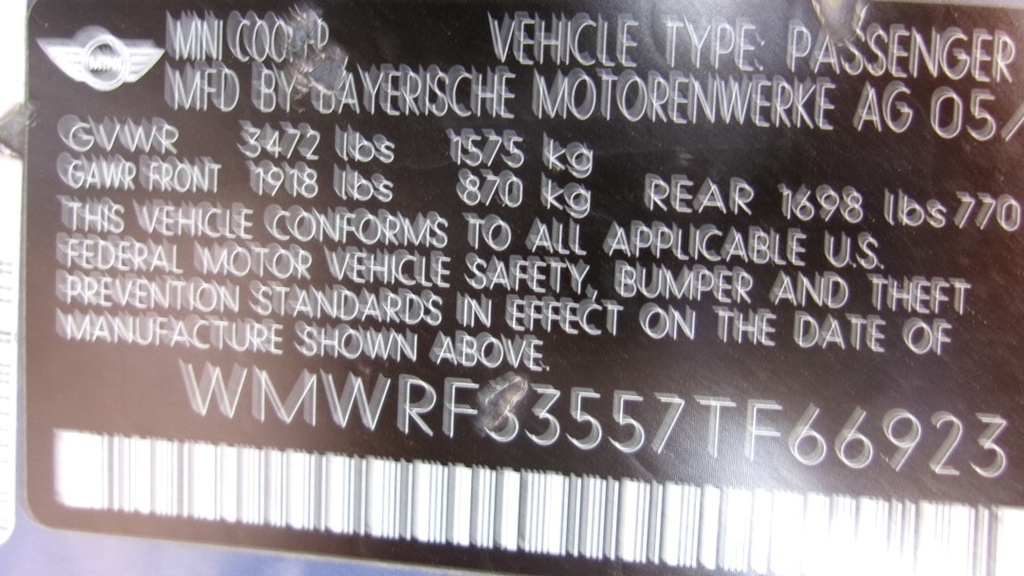 MINI COOPER VEHICLE TYPE: PASSENGER
MFD BY BAYERISCHE MOTORENWERKE AG 05/
GVWR 3472 lbs 1575 kg
GAWR FRONT 1918 lbs 870 kg REAR 1698 lbs 770
THIS VEHICLE CONFORMS TO ALL APPLICABLE U.S.
FEDERAL MOTOR VEHICLE SAFETY, BUMPER AND THEFT
PREVENTION STANDARDS IN EFFECT ON THE DATE OF
MANUFACTURE SHOWN ABOVE.
WMWRF33557TF66923